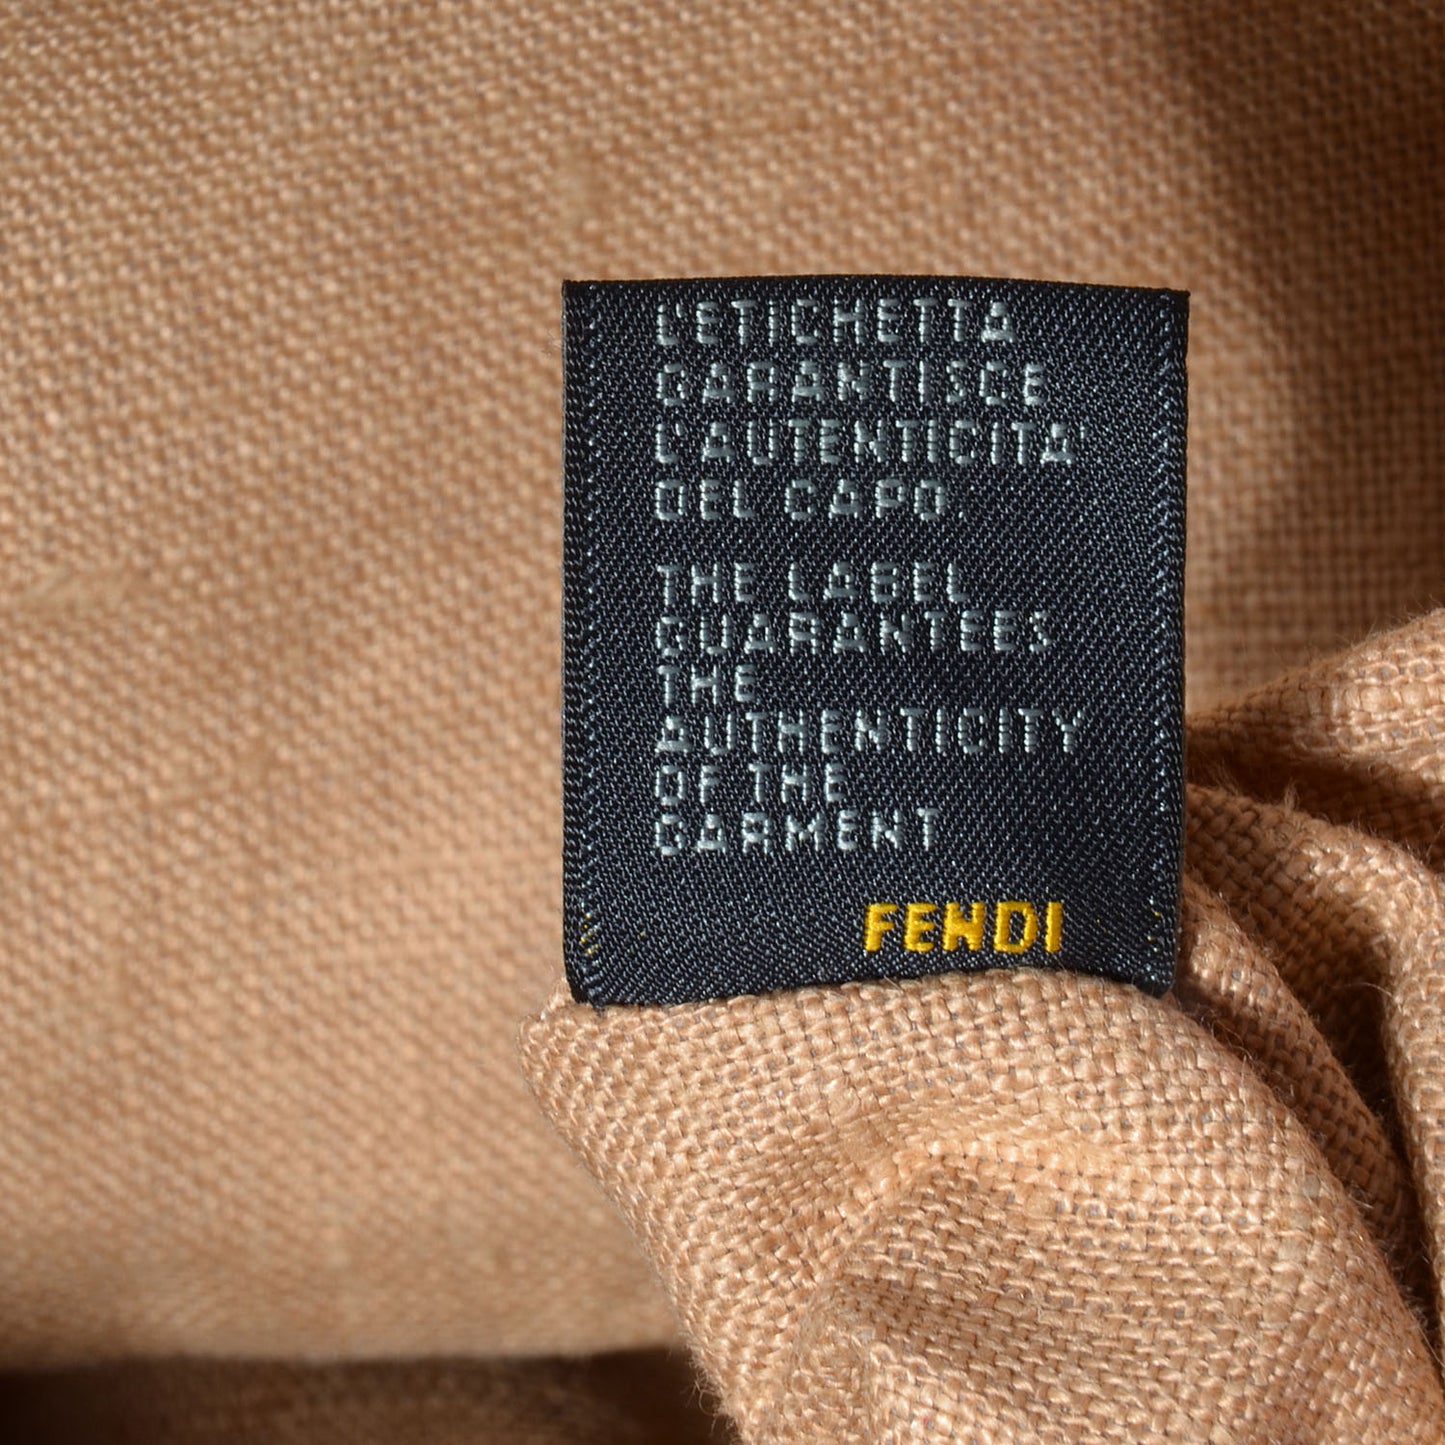 L'ETICHETTA
GARANTISCE
L'AUTENTICITA'
DEL CAPO.
THE LABEL
GUARANTEES
THE
AUTHENTICITY
OF THE
GARMENT
FENDI